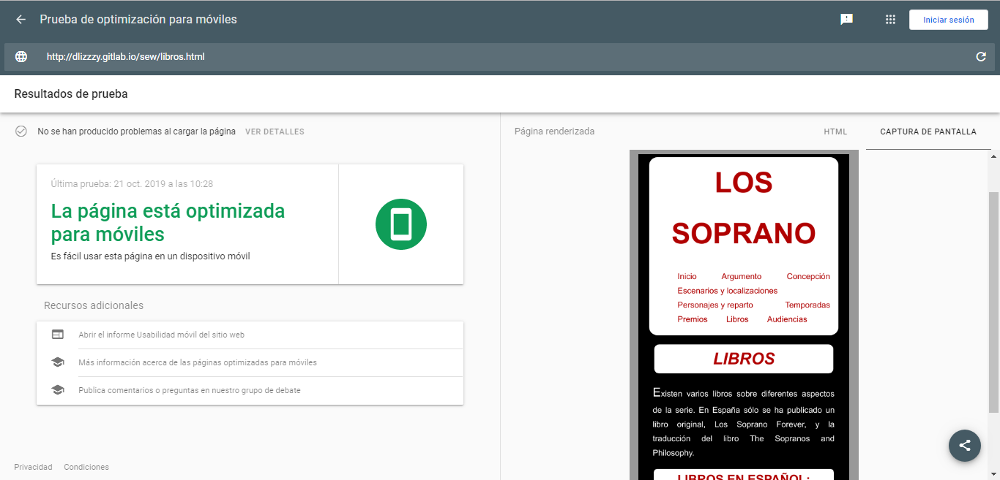 Prueba de optimización para móviles
Iniciar sesión
http://dlizzzy.gitlab.io/sew/libros.html
Resultados de prueba
No se han producido problemas al cargar la página VER DETALLES
Última prueba: 21 oct. 2019 a las 10:28
La página está optimizada
para móviles
Es fácil usar esta página en un dispositivo móvil
Recursos adicionales
Abrir el informe Usabilidad móvil del sitio web
Más información acerca de las páginas optimizadas para móviles
Publica comentarios o preguntas en nuestro grupo de debate
Privacidad Condiciones
Página renderizada HTML CAPTURA DE PANTALLA
LOS
SOPRANO
Inicio Argumento Concepción
Escenarios y localizaciones
Personajes y reparto Temporadas
Premios Libros Audiencias
LIBROS
Existen varios libros sobre diferentes aspectos
de la serie. En España sólo se ha publicado un
libro original, Los Soprano Forever, y la
traducción del libro The Sopranos and
Philosophy.
LIBROS EN ESPAÑOL: